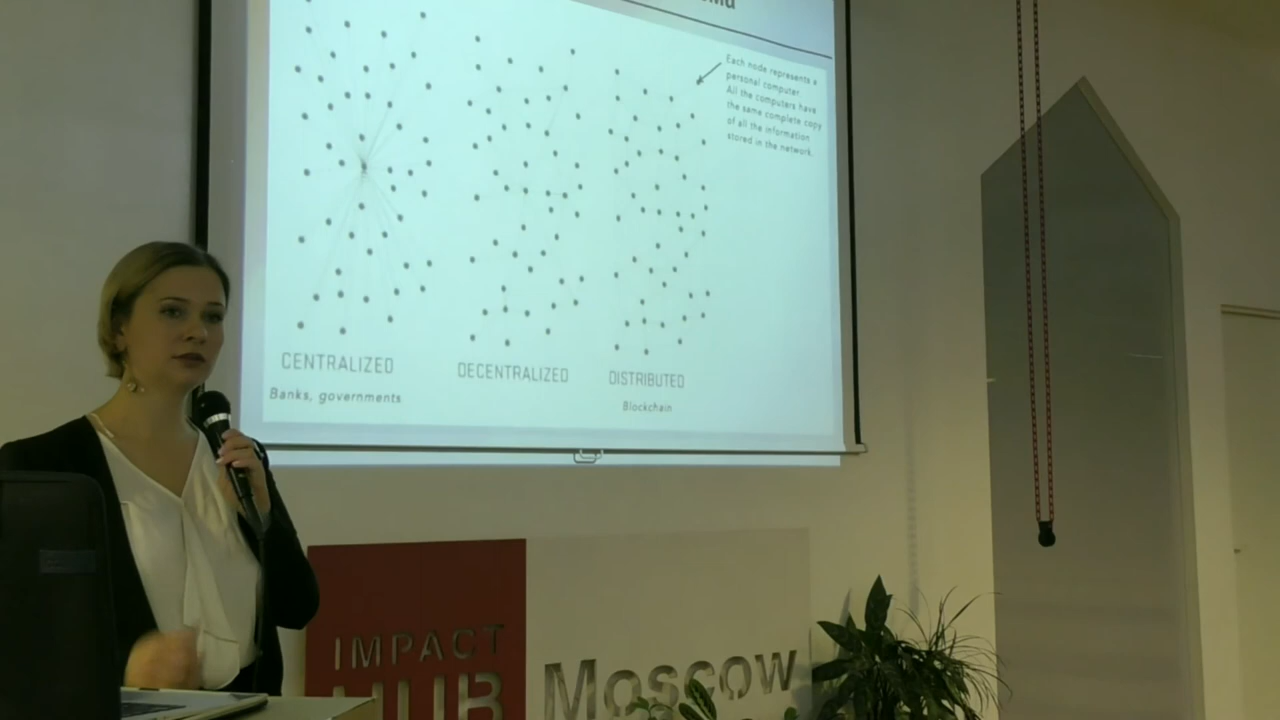 Each node represents a
personal computer.
All the computers have
the same complete copy
of all the information
stored in the network.
CENTRALIZED
DECENTRALIZED
DISTRIBUTED
Banks, governments
Blockchain
IMPACT
HUB
Moscow